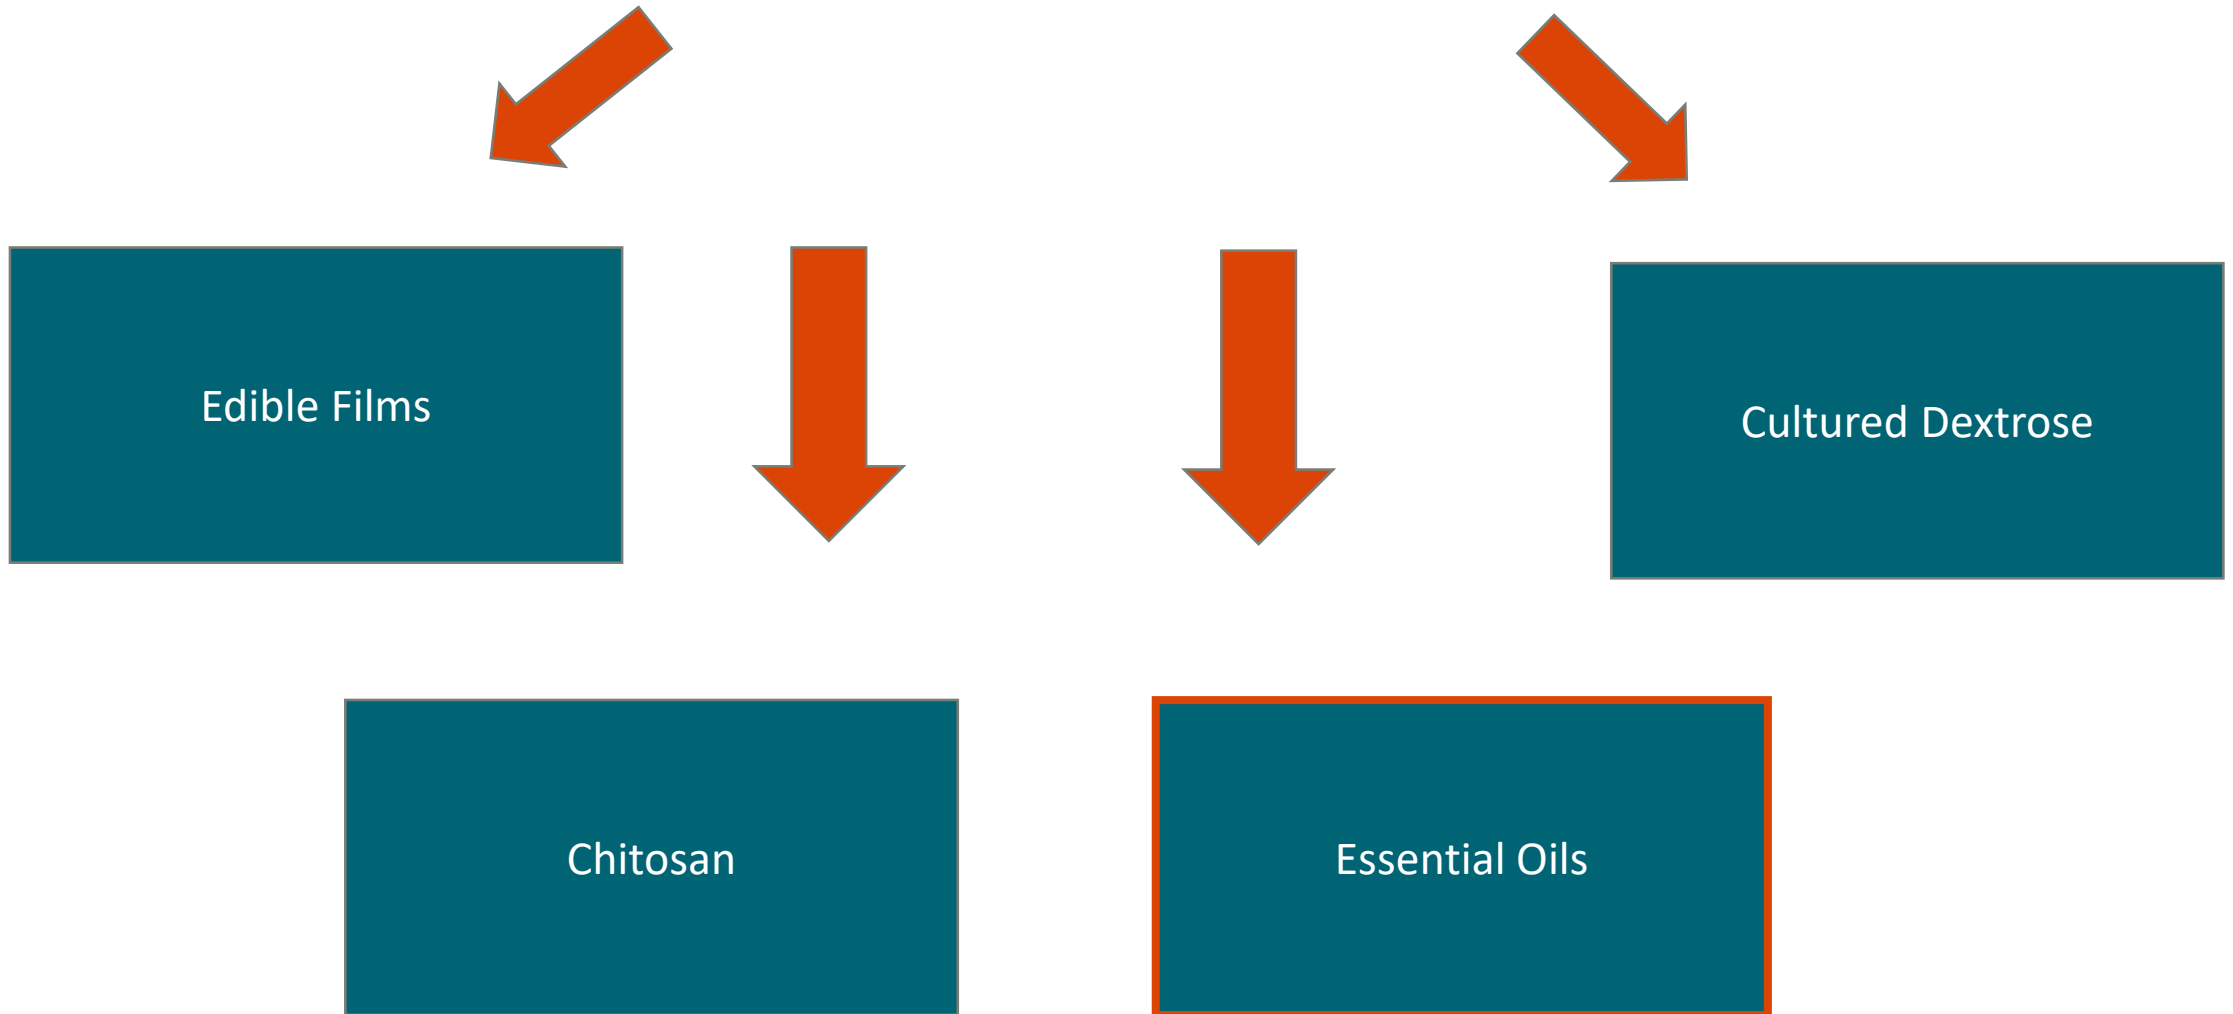 Edible Films
Cultured Dextrose
Chitosan
Essential Oils